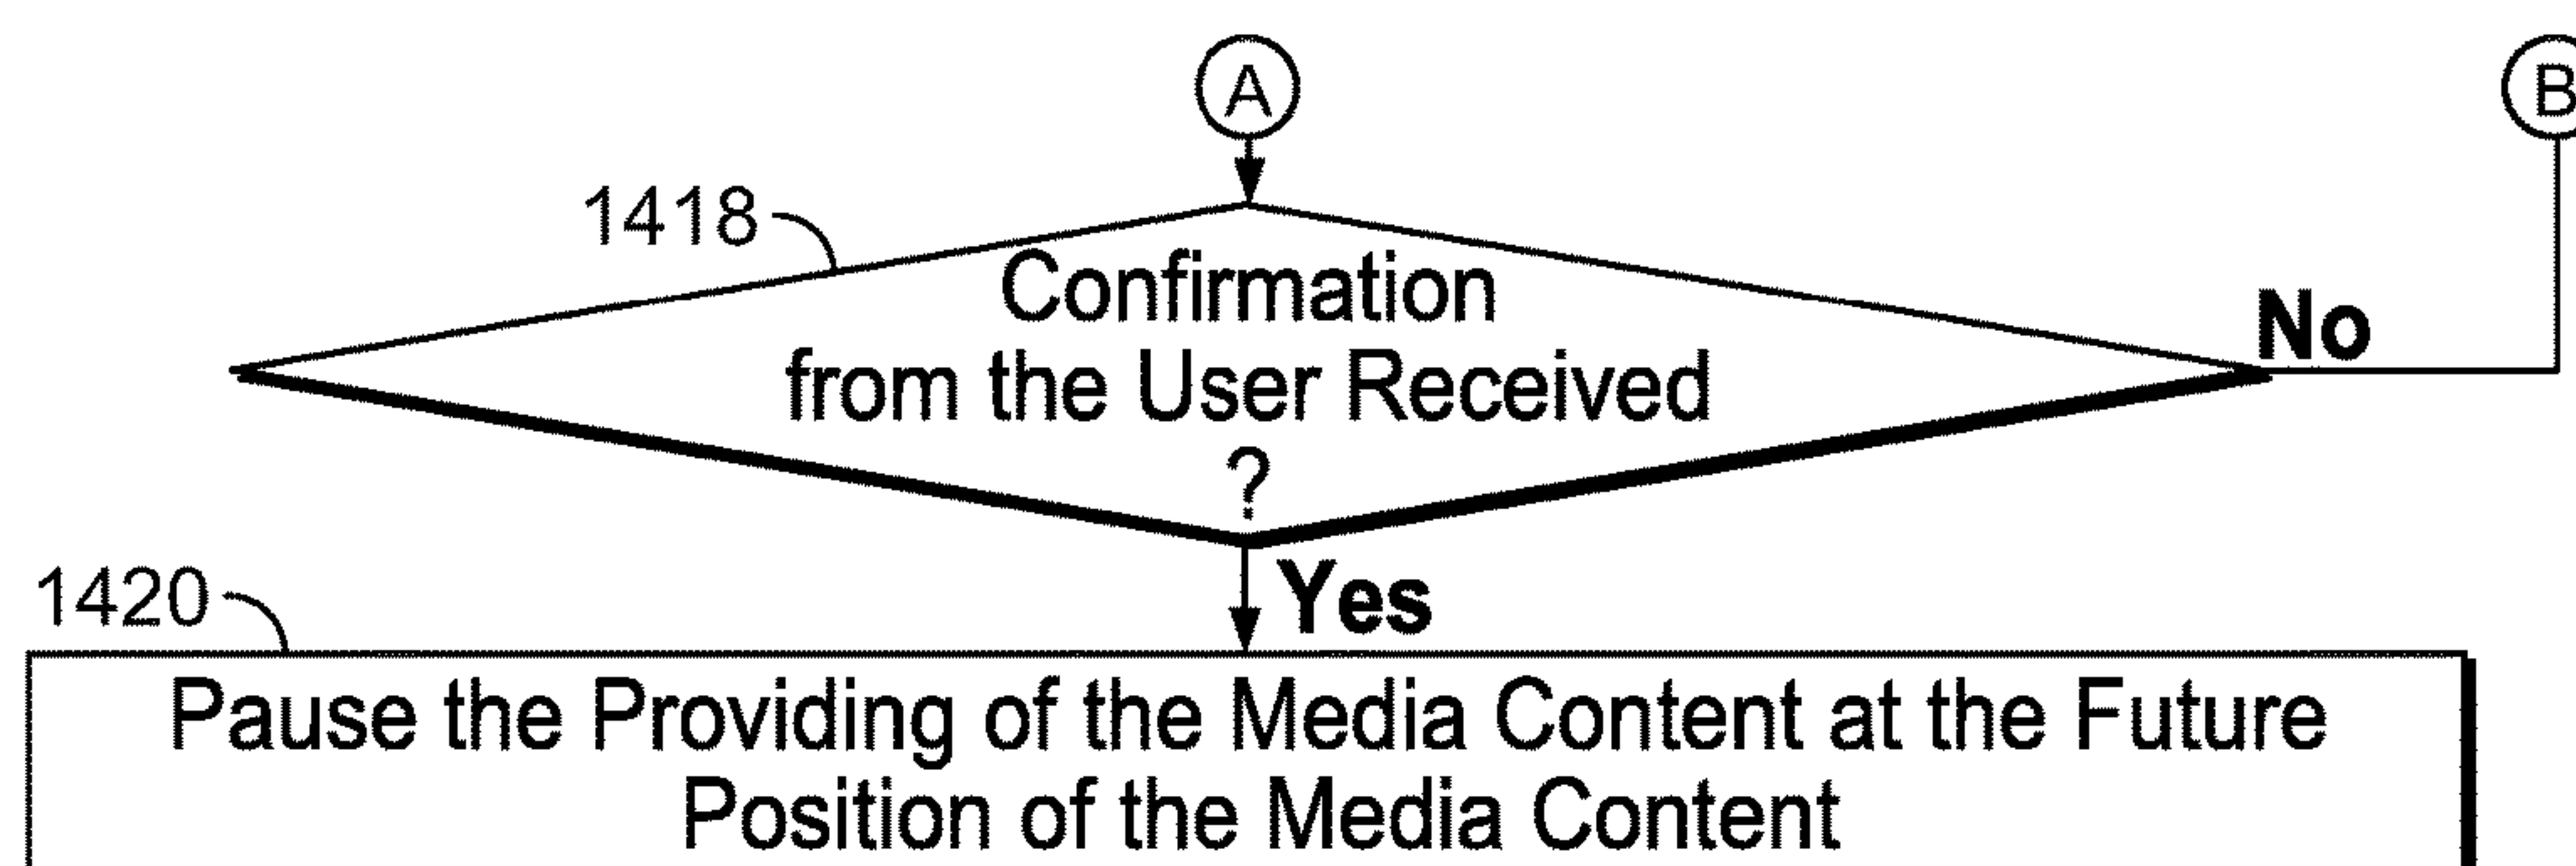 A
B
1418
Confirmation
from the User Received
?
No
Yes
1420
Pause the Providing of the Media Content at the Future
Position of the Media Content